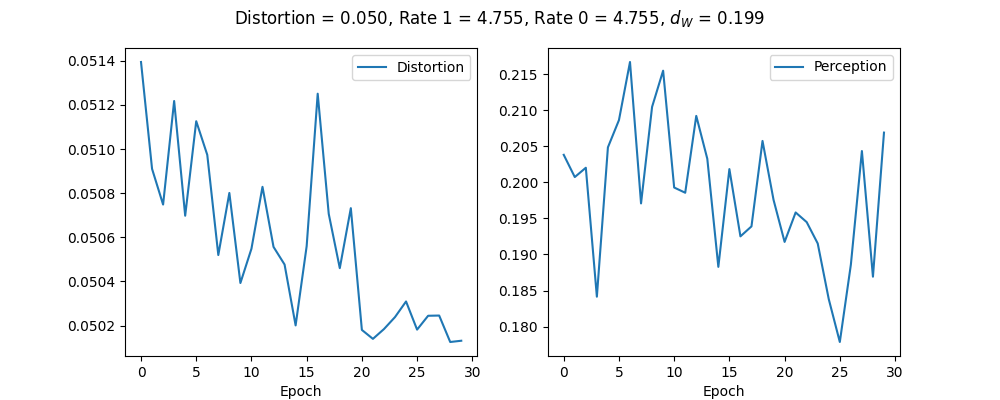 Distortion = 0.050, Rate 1 = 4.755, Rate 0 = 4.755, d_W = 0.199
Distortion
0.0514
0.0512
0.0510
0.0508
0.0506
0.0504
0.0502
0 5 10 15 20 25 30
Epoch
Perception
0.215
0.210
0.205
0.200
0.195
0.190
0.185
0.180
0 5 10 15 20 25 30
Epoch